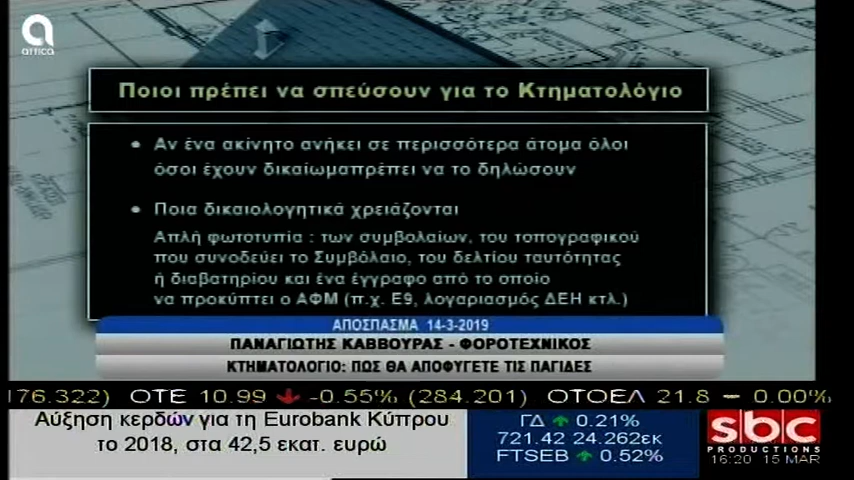 attica
Ποιοι πρέπει να σπεύσουν για το Κτηματολόγιο
• Αν ένα ακίνητο ανήκει σε περισσότερα άτομα όλοι
όσοι έχουν δικαίωμαπρέπει να το δηλώσουν
• Ποια δικαιολογητικά χρειάζονται
Απλή φωτοτυπία : των συμβολαίων, του τοπογραφικού
που συνοδεύει το Συμβόλαιο, του δελτίου ταυτότητας
ή διαβατηρίου και ένα έγγραφο από το οποίο
να προκύπτει ο ΑΦΜ (π.χ. Ε9, λογαριασμός ΔΕΗ κτλ.)
ΑΠΟΣΠΑΣΜΑ 14-3-2019
ΠΑΝΑΓΙΩΤΗΣ ΚΑΒΒΟΥΡΑΣ - ΦΟΡΟΤΕΧΝΙΚΟΣ
ΚΤΗΜΑΤΟΛΟΓΙΟ: ΠΩΣ ΘΑ ΑΠΟΦΥΓΕΤΕ ΤΙΣ ΠΑΓΙΔΕΣ
176.322) ΟΤΕ 10.99 -0.55% (284.201) ΟΤΟΕΛ 21.8 0.00%
Αύξηση κερδών για τη Eurobank Κύπρου
το 2018, στα 42,5 εκατ. ευρώ
ΓΔ 0.21%
721.42 24.262εκ
FTSEB 0.52%
sbc
PRODUCTIONS
16:20 15 MAR